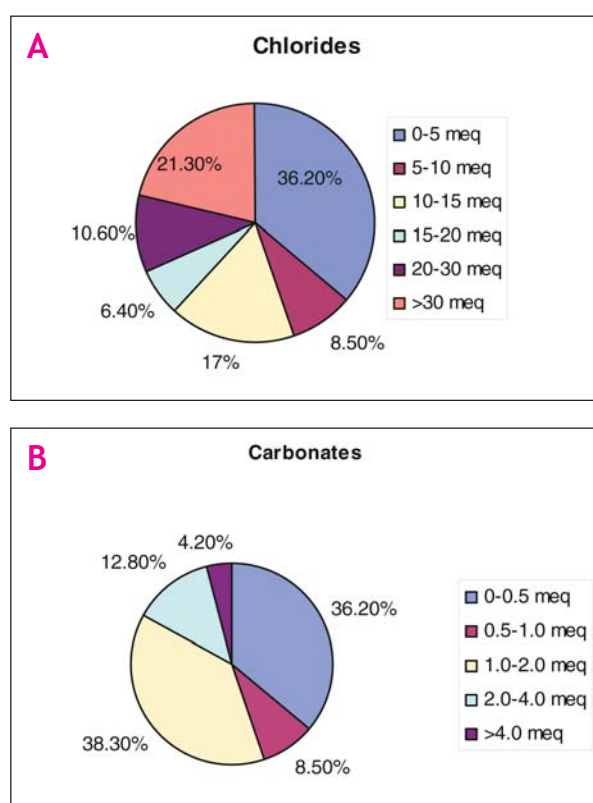 A
Chlorides
36.20%
8.50%
17%
6.40%
10.60%
21.30%
0-5 meq
5-10 meq
10-15 meq
15-20 meq
20-30 meq
>30 meq
B
Carbonates
36.20%
8.50%
38.30%
12.80%
4.20%
0-0.5 meq
0.5-1.0 meq
1.0-2.0 meq
2.0-4.0 meq
>4.0 meq